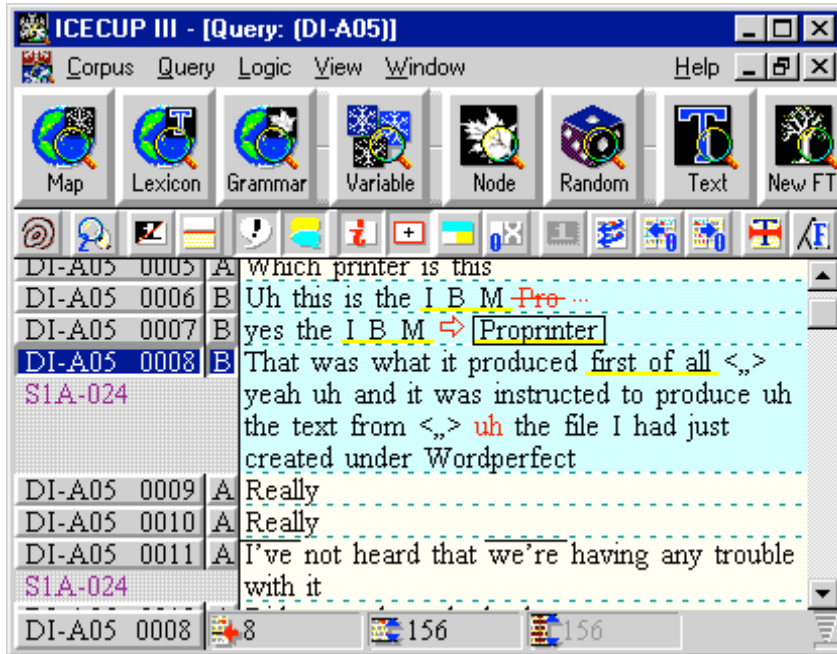 ICECUP III - [Query: (DI-A05)]
Corpus Query Logic View Window Help
Map Lexicon Grammar Variable Node Random Text New FT
DI-A05 0005 A Which printer is this
DI-A05 0006 B Uh this is the I B M Pro ...
DI-A05 0007 B yes the I B M ⇨ Proprinter
DI-A05 0008 B That was what it produced first of all <,,>
S1A-024 yeah uh and it was instructed to produce uh
the text from <,,> uh the file I had just
created under Wordperfect
DI-A05 0009 A Really
DI-A05 0010 A Really
DI-A05 0011 A I've not heard that we're having any trouble
S1A-024 with it
DI-A05 0008 8 156 156